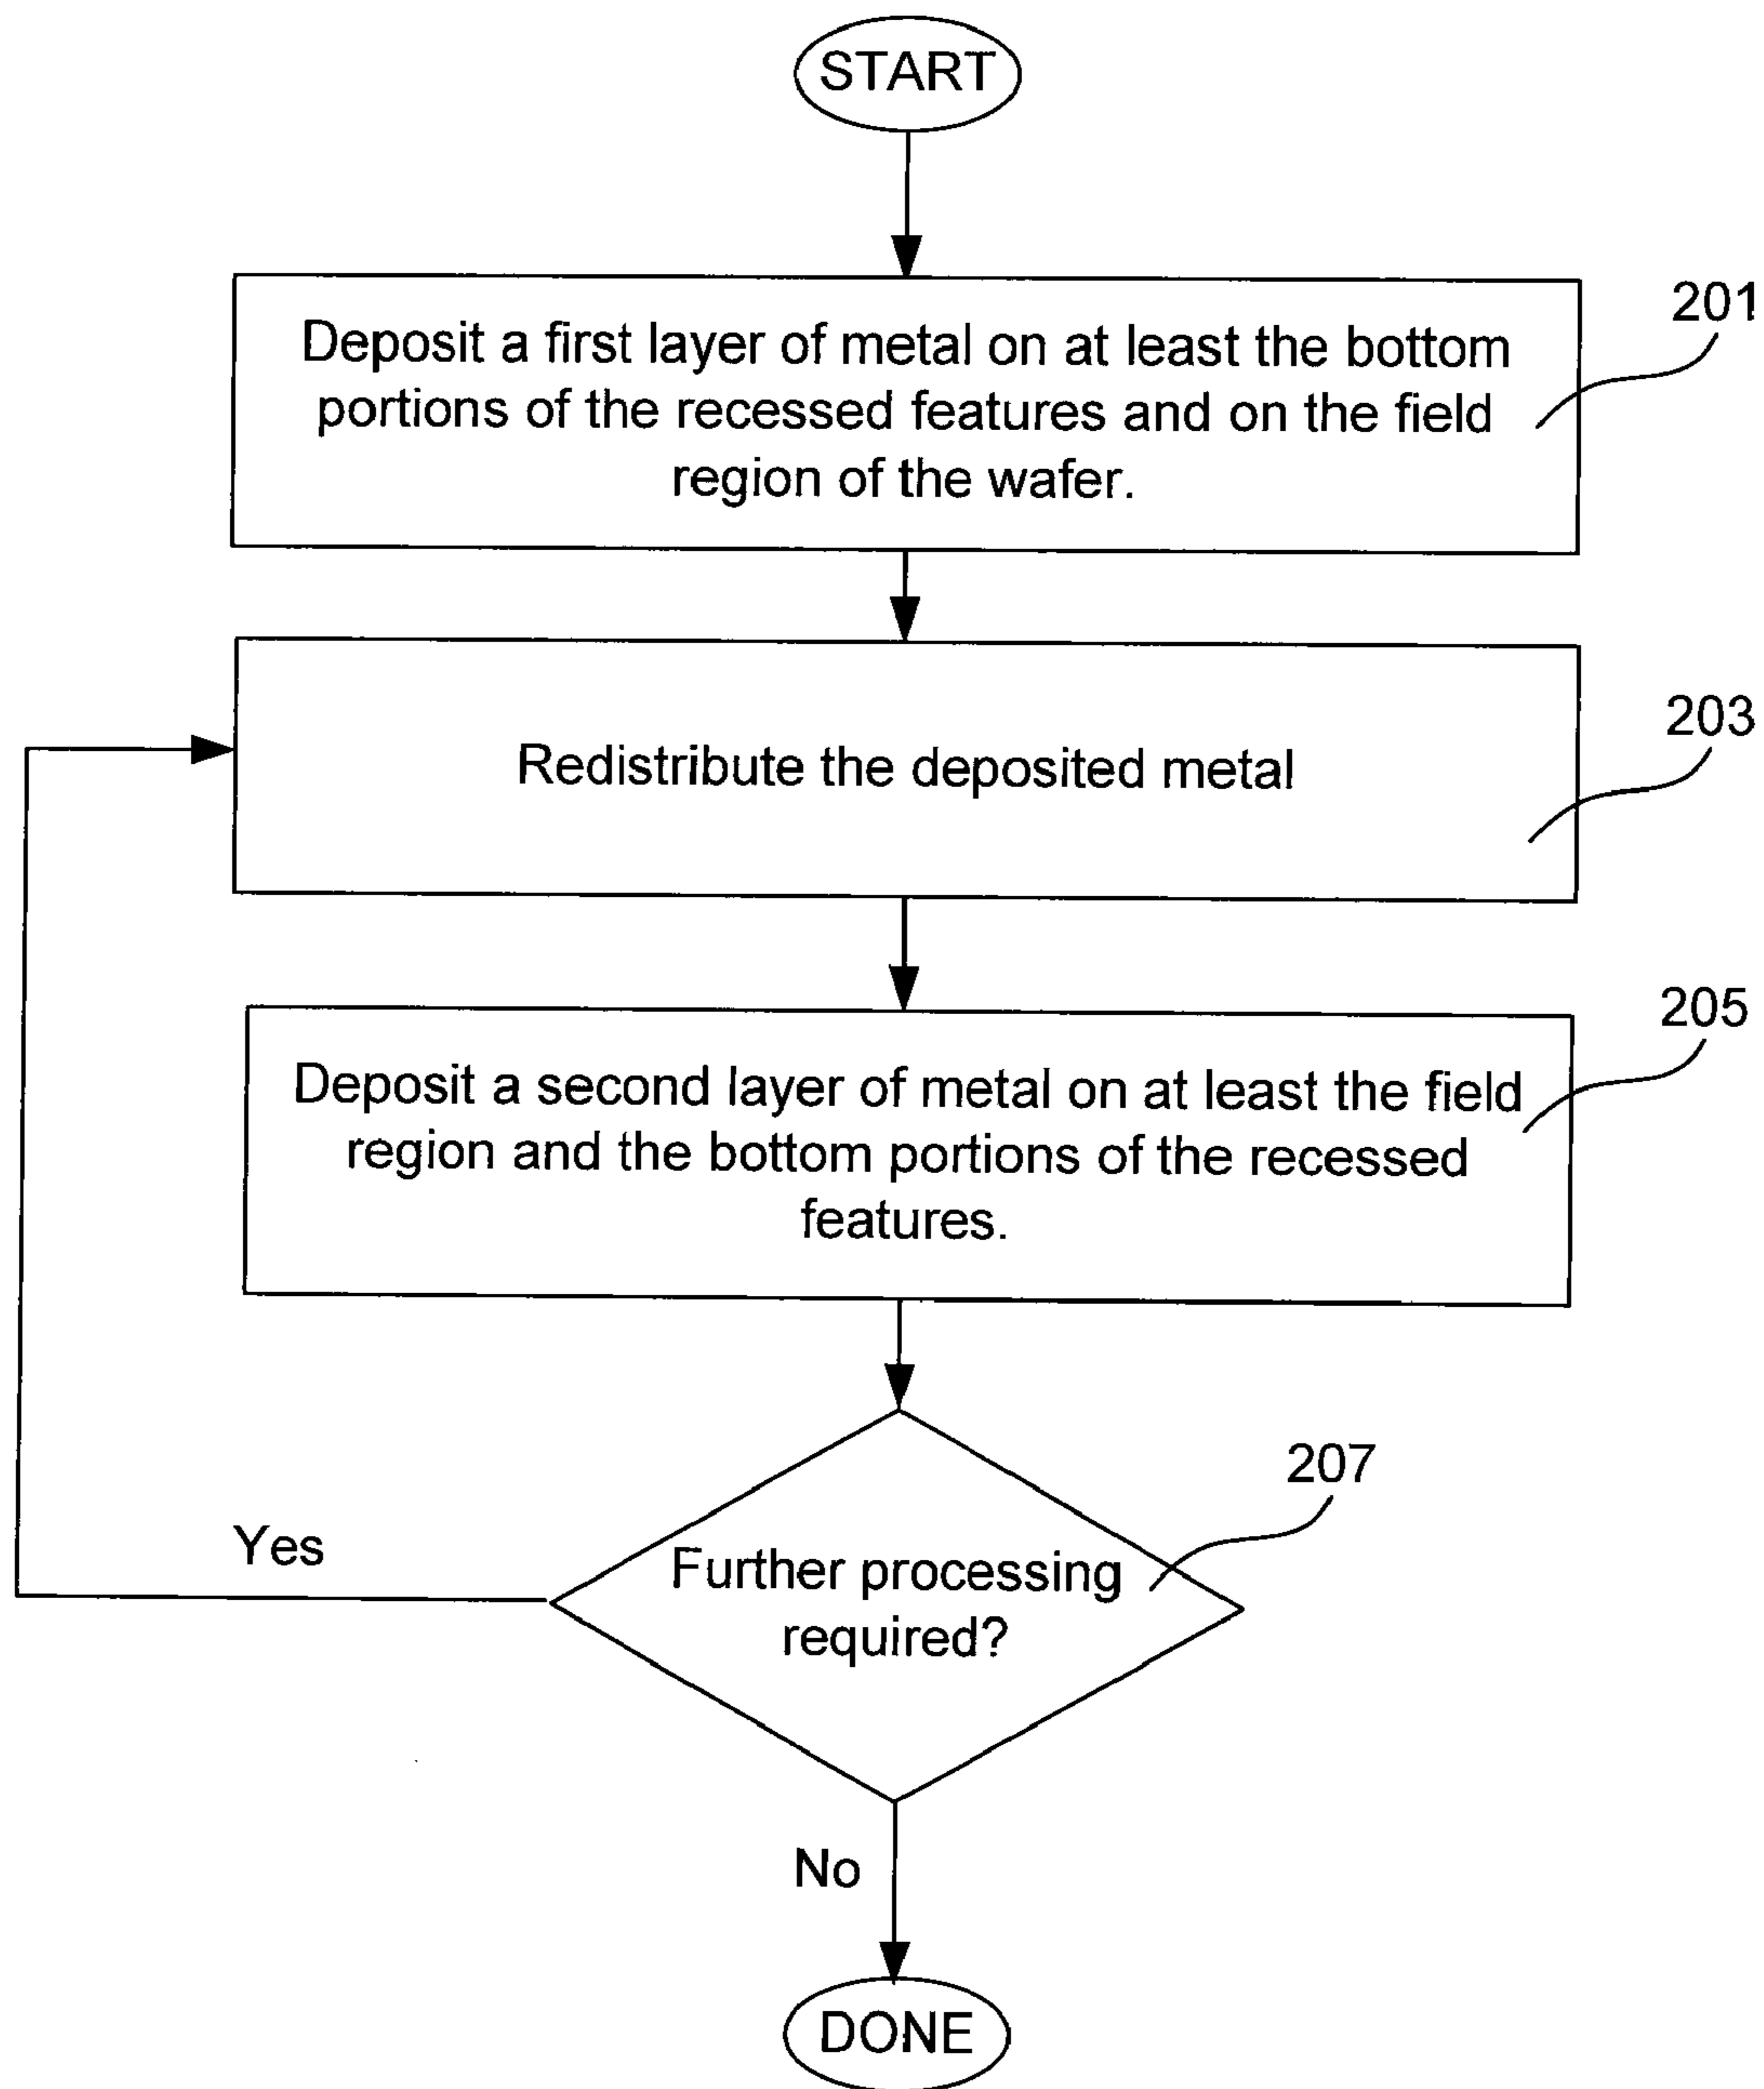 START
201
Deposit a first layer of metal on at least the bottom
portions of the recessed features and on the field
region of the wafer.
203
Redistribute the deposited metal
205
Deposit a second layer of metal on at least the field
region and the bottom portions of the recessed
features.
207
Yes
Further processing
required?
No
DONE